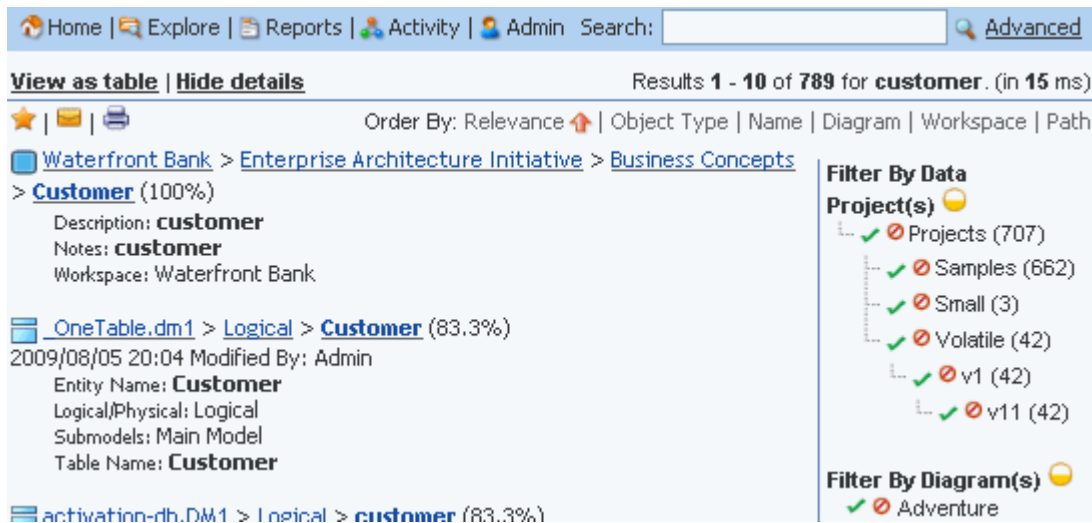 Home | Explore | Reports | Activity | Admin Search: Advanced
View as table | Hide details Results 1 - 10 of 789 for customer. (in 15 ms)
| | Order By: Relevance | Object Type | Name | Diagram | Workspace | Path
Waterfront Bank > Enterprise Architecture Initiative > Business Concepts
> Customer (100%)
Description: customer
Notes: customer
Workspace: Waterfront Bank
_OneTable.dm1 > Logical > Customer (83.3%)
2009/08/05 20:04 Modified By: Admin
Entity Name: Customer
Logical/Physical: Logical
Submodels: Main Model
Table Name: Customer
activation-db.DM1 > Logical > customer (83.3%)
Filter By Data
Project(s)
Projects (707)
Samples (662)
Small (3)
Volatile (42)
v1 (42)
v11 (42)
Filter By Diagram(s)
Adventure